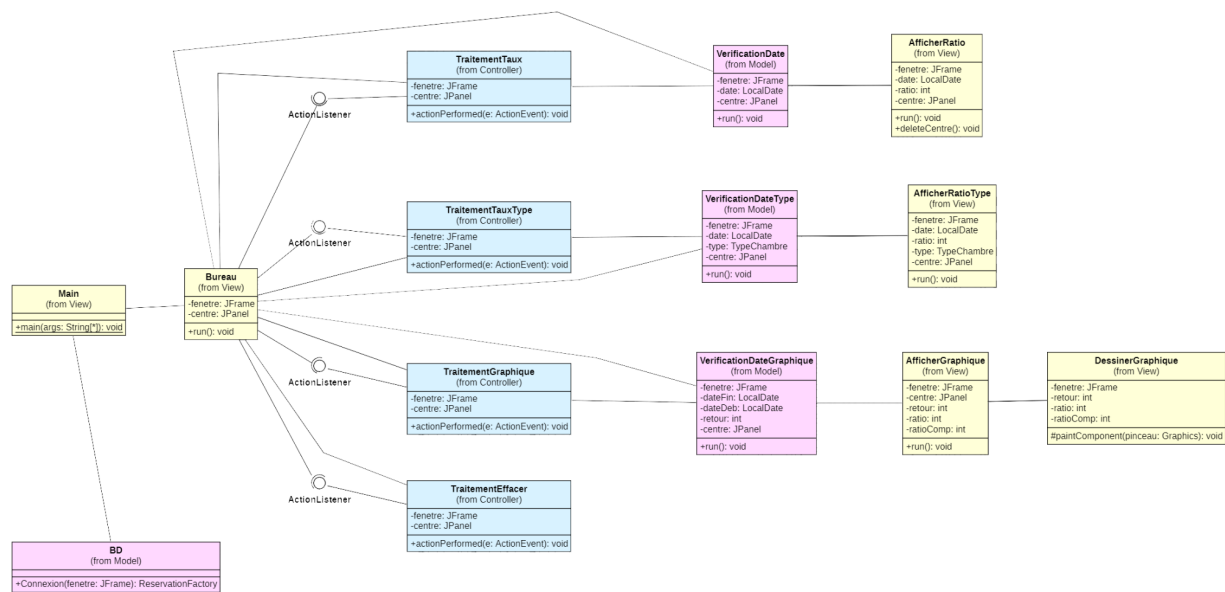 TraitementTaux
(from Controller)
-fenetre: JFrame
-centre: JPanel
+actionPerformed(e: ActionEvent): void
VerificationDate
(from Model)
-fenetre: JFrame
-date: LocalDate
-centre: JPanel
+run(): void
AfficherRatio
(from View)
-fenetre: JFrame
-date: LocalDate
-ratio: int
-centre: JPanel
+run(): void
+deleteCentre(): void
ActionListener
TraitementTauxType
(from Controller)
-fenetre: JFrame
-centre: JPanel
+actionPerformed(e: ActionEvent): void
VerificationDateType
(from Model)
-fenetre: JFrame
-date: LocalDate
-type: TypeChambre
-centre: JPanel
+run(): void
AfficherRatioType
(from View)
-fenetre: JFrame
-date: LocalDate
-ratio: int
-type: TypeChambre
-centre: JPanel
+run(): void
ActionListener
Main
(from View)
+main(args: String[*]): void
Bureau
(from View)
-fenetre: JFrame
-centre: JPanel
+run(): void
ActionListener
TraitementGraphique
(from Controller)
-fenetre: JFrame
-centre: JPanel
+actionPerformed(e: ActionEvent): void
VerificationDateGraphique
(from Model)
-fenetre: JFrame
-dateFin: LocalDate
-dateDeb: LocalDate
-retour: int
-centre: JPanel
+run(): void
AfficherGraphique
(from View)
-fenetre: JFrame
-centre: JPanel
-retour: int
-ratio: int
-ratioComp: int
+run(): void
DessinerGraphique
(from View)
-fenetre: JFrame
-retour: int
-ratio: int
-ratioComp: int
#paintComponent(pinceau: Graphics): void
ActionListener
TraitementEffacer
(from Controller)
-fenetre: JFrame
-centre: JPanel
+actionPerformed(e: ActionEvent): void
BD
(from Model)
+Connexion(fenetre: JFrame): ReservationFactory